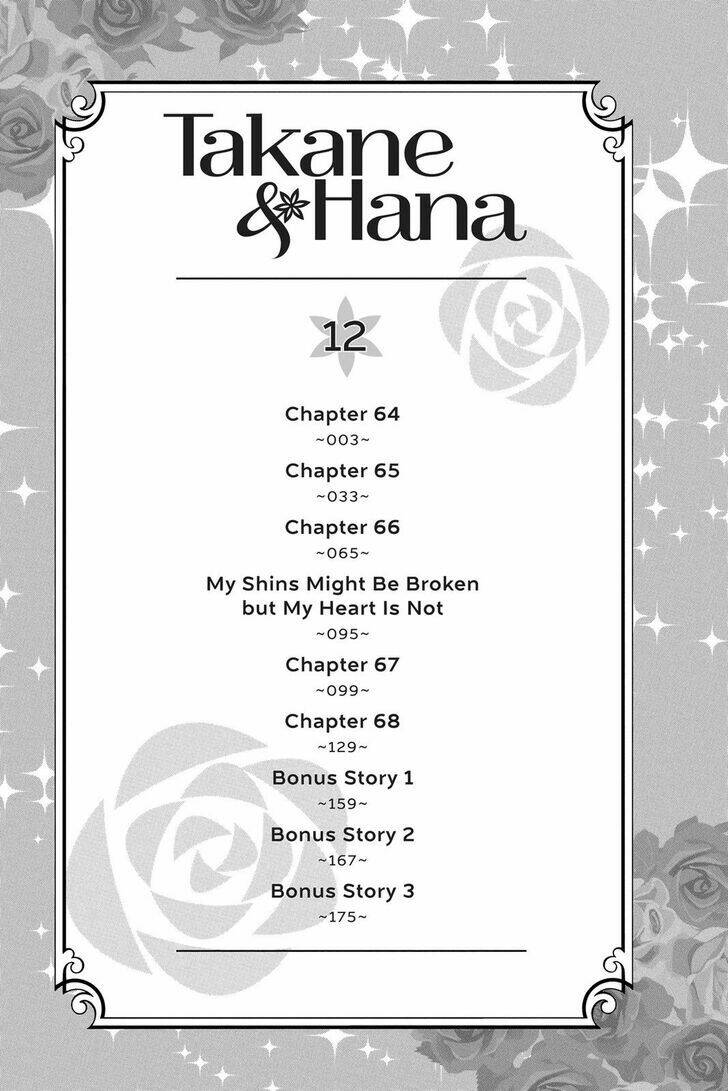 Takane
& Hana
12
Chapter 64
~003~
Chapter 65
~033~
Chapter 66
~065~
My Shins Might Be Broken
but My Heart Is Not
~095~
Chapter 67
~099~
Chapter 68
~129~
Bonus Story 1
~159~
Bonus Story 2
~167~
Bonus Story 3
~175~